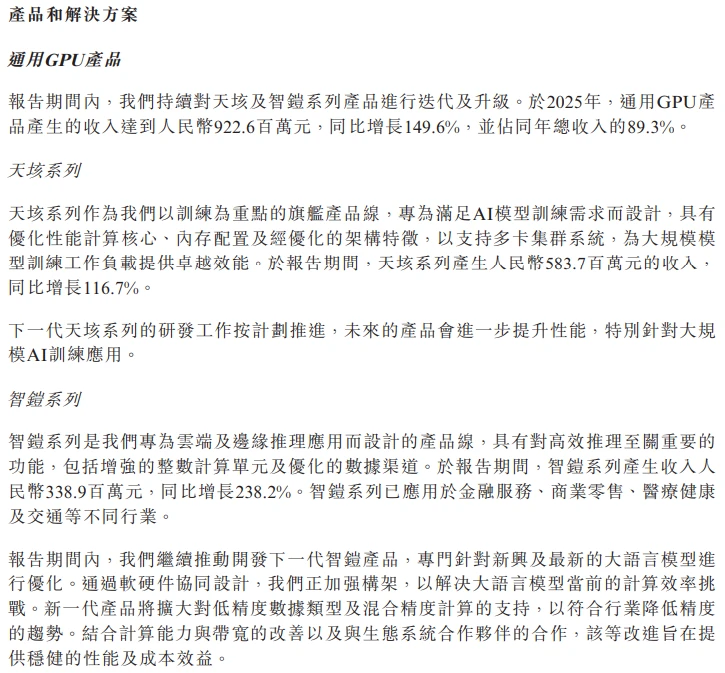 產品和解決方案
通用GPU產品
報告期間內，我們持續對天垓及智鎧系列產品進行迭代及升級。於2025年，通用GPU產
品產生的收入達到人民幣922.6百萬元，同比增長149.6%，並佔同年總收入的89.3%。
天垓系列
天垓系列作為我們以訓練為重點的旗艦產品線，專為滿足AI模型訓練需求而設計，具有
優化性能計算核心、內存配置及經優化的架構特徵，以支持多卡集群系統，為大規模模
型訓練工作負載提供卓越效能。於報告期間，天垓系列產生人民幣583.7百萬元的收入，
同比增長116.7%。
下一代天垓系列的研發工作按計劃推進，未來的產品會進一步提升性能，特別針對大規
模AI訓練應用。
智鎧系列
智鎧系列是我們專為雲端及邊緣推理應用而設計的產品線，具有對高效推理至關重要的
功能，包括增強的整數計算單元及優化的數據渠道。於報告期間，智鎧系列產生收入人
民幣338.9百萬元，同比增長238.2%。智鎧系列已應用於金融服務、商業零售、醫療健康
及交通等不同行業。
報告期間內，我們繼續推動開發下一代智鎧產品，專門針對新興及最新的大語言模型進
行優化。通過軟硬件協同設計，我們正加強構架，以解決大語言模型當前的計算效率挑
戰。新一代產品將擴大對低精度數據類型及混合精度計算的支持，以符合行業降低精度
的趨勢。結合計算能力與帶寬的改善以及與生態系統合作夥伴的合作，該等改進旨在提
供穩健的性能及成本效益。